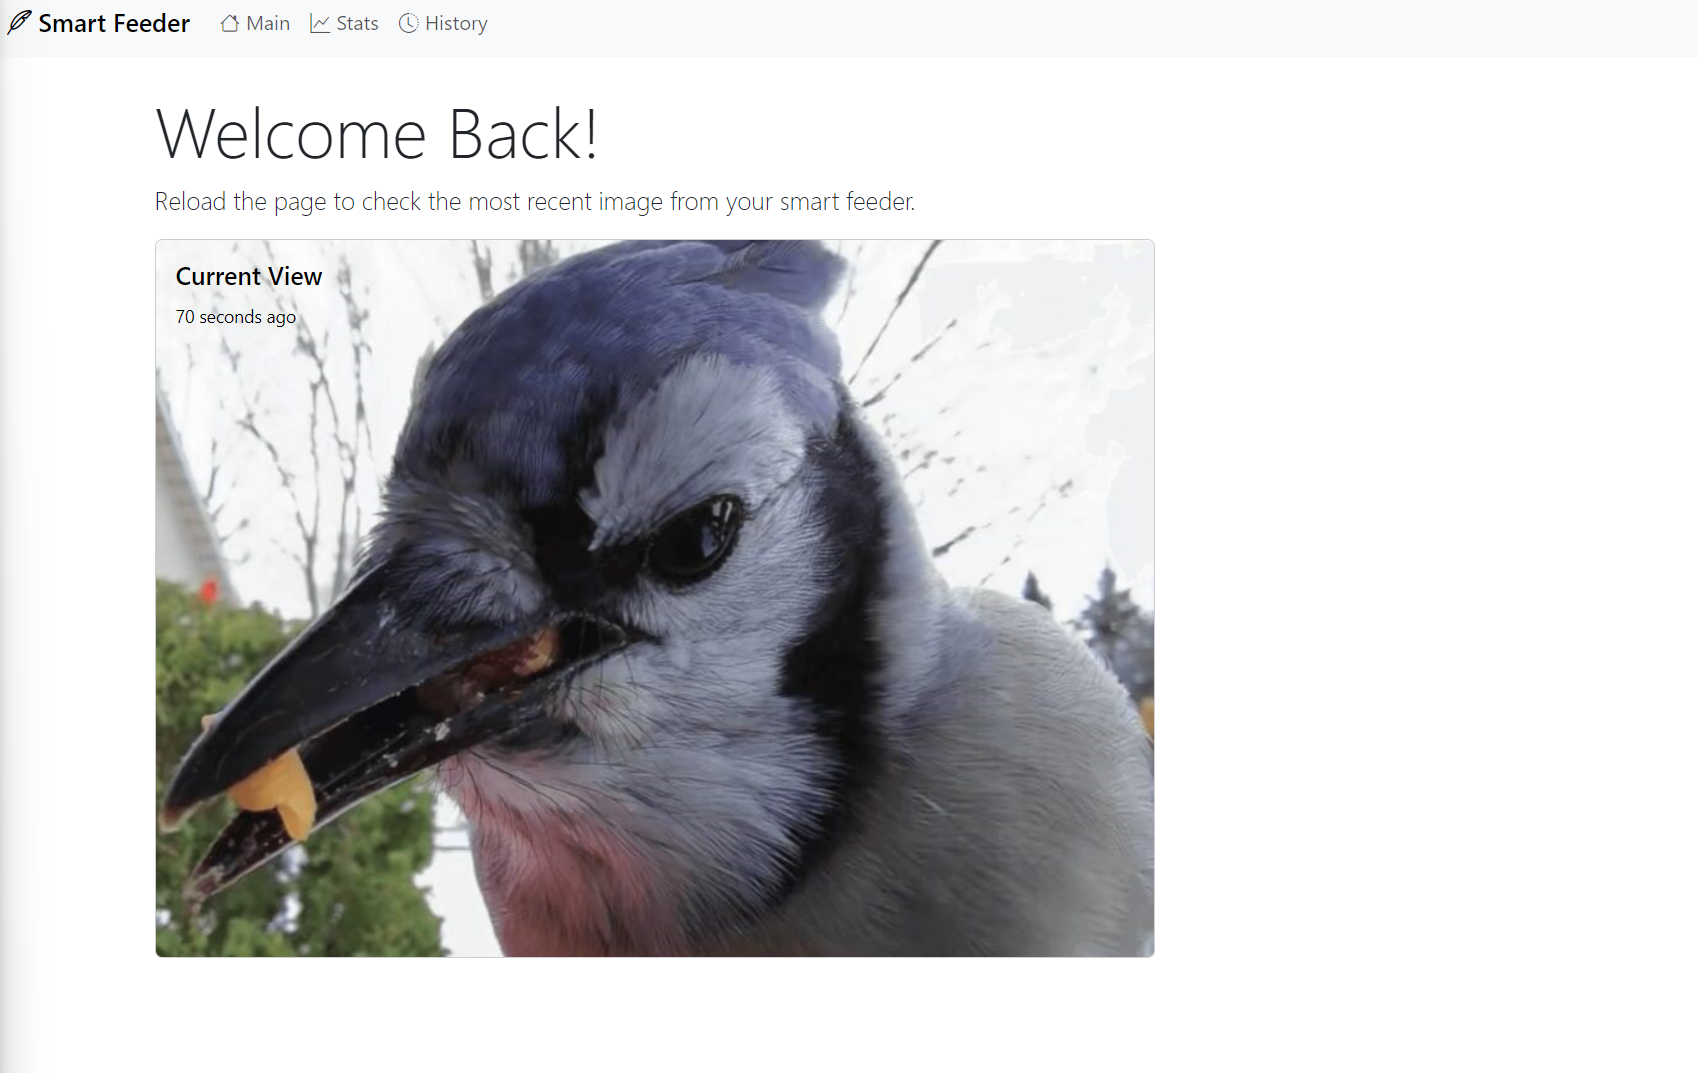 Smart Feeder Main Stats History
Welcome Back!
Reload the page to check the most recent image from your smart feeder.
Current View
70 seconds ago